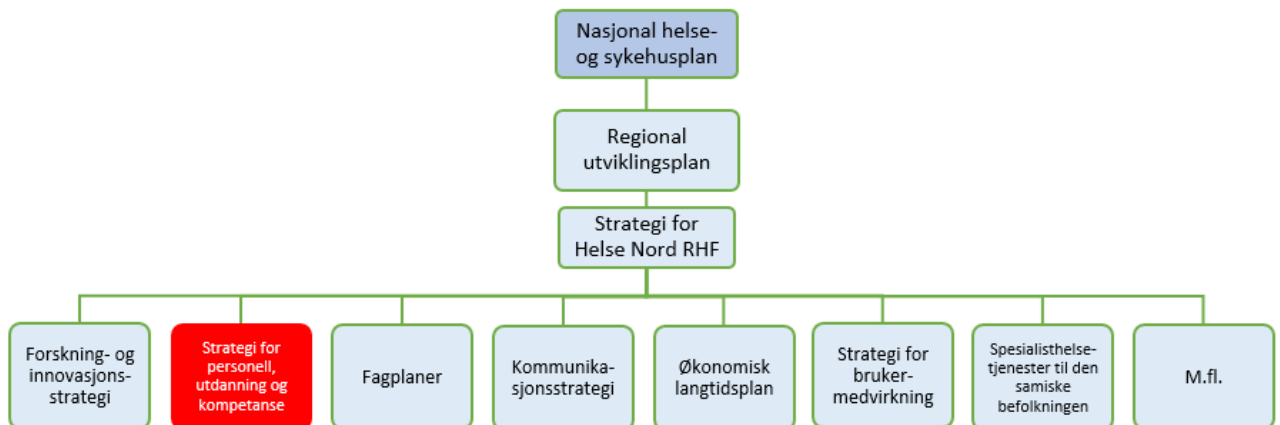 Nasjonal helse-
og sykehusplan
Regional
utviklingsplan
Strategi for
Helse Nord RHF
Forskning- og
innovasjons-
strategi
Strategi for
personell,
utdanning og
kompetanse
Fagplaner
Kommunika-
sjonsstrategi
Økonomisk
langtidsplan
Strategi for
bruker-
medvirkning
Spesialisthelse-
tjenester til den
samiske
befolkningen
M.fl.